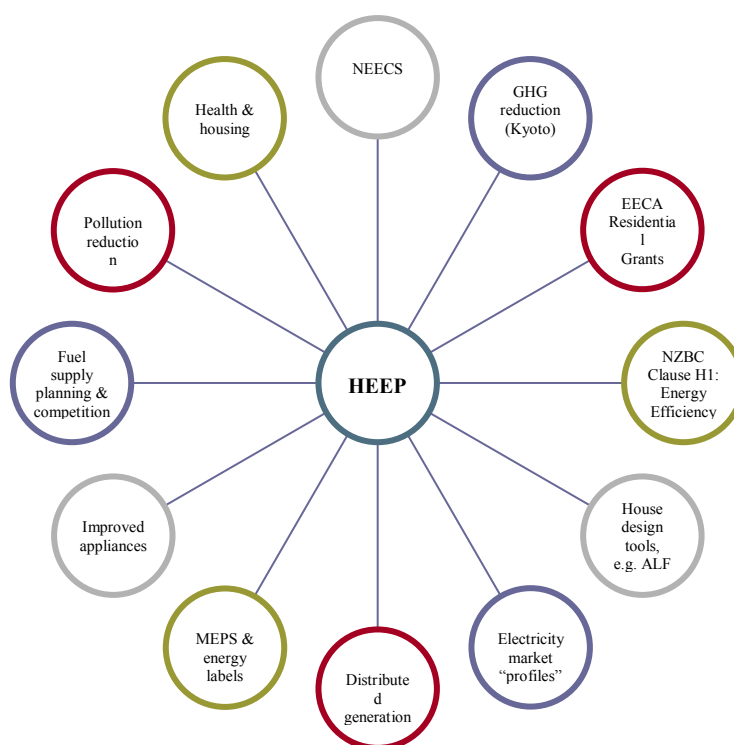 NEECS
GHG
reduction
(Kyoto)
EECA
Residentia
l
Grants
NZBC
Clause H1:
Energy
Efficiency
House
design
tools,
e.g. ALF
Electricity
market
“profiles”
Distribute
d
generation
MEPS &
energy
labels
Improved
appliances
Fuel
supply
planning &
competition
Pollution
reductio
n
Health &
housing
HEEP